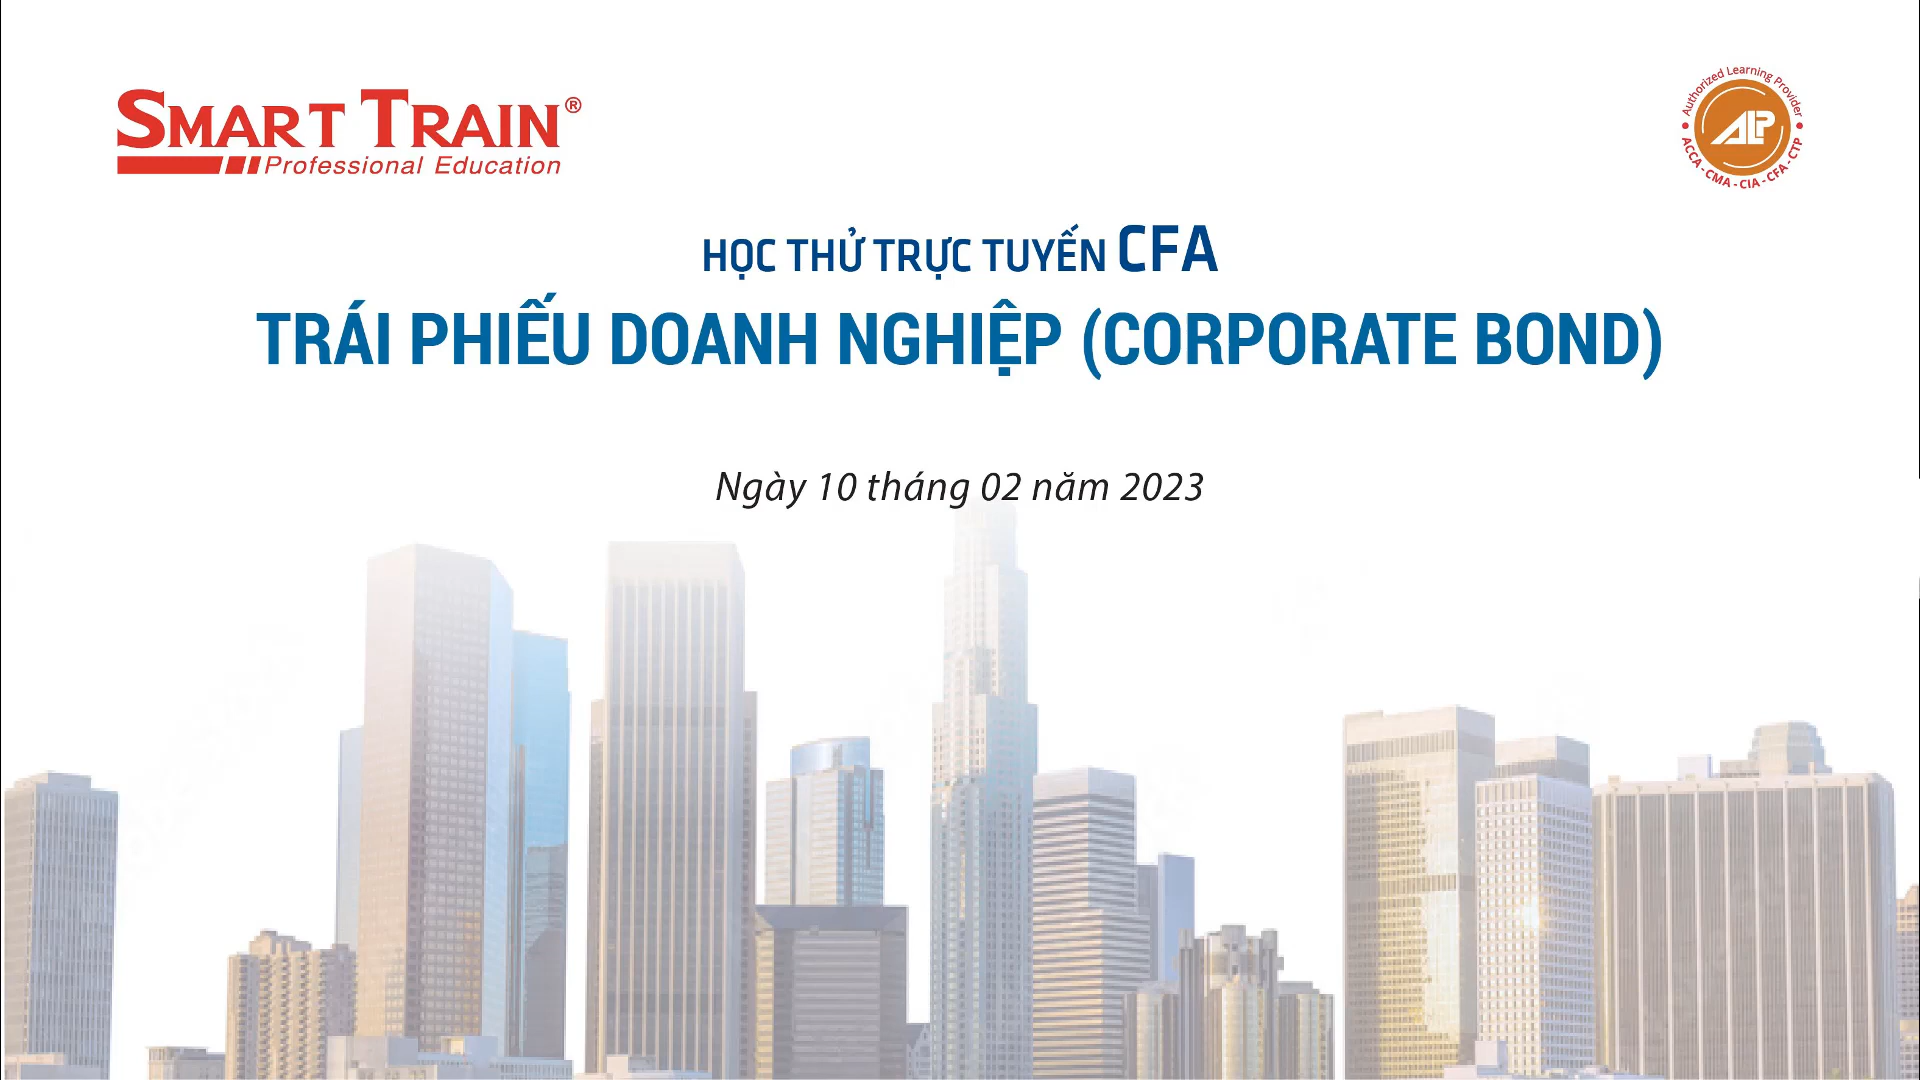 SMART TRAIN®
Professional Education
Authorized Learning Provider
ALP
ACCA - CMA - CIA - CFA - CTP
HỌC THỬ TRỰC TUYẾN CFA
TRÁI PHIẾU DOANH NGHIỆP (CORPORATE BOND)
Ngày 10 tháng 02 năm 2023